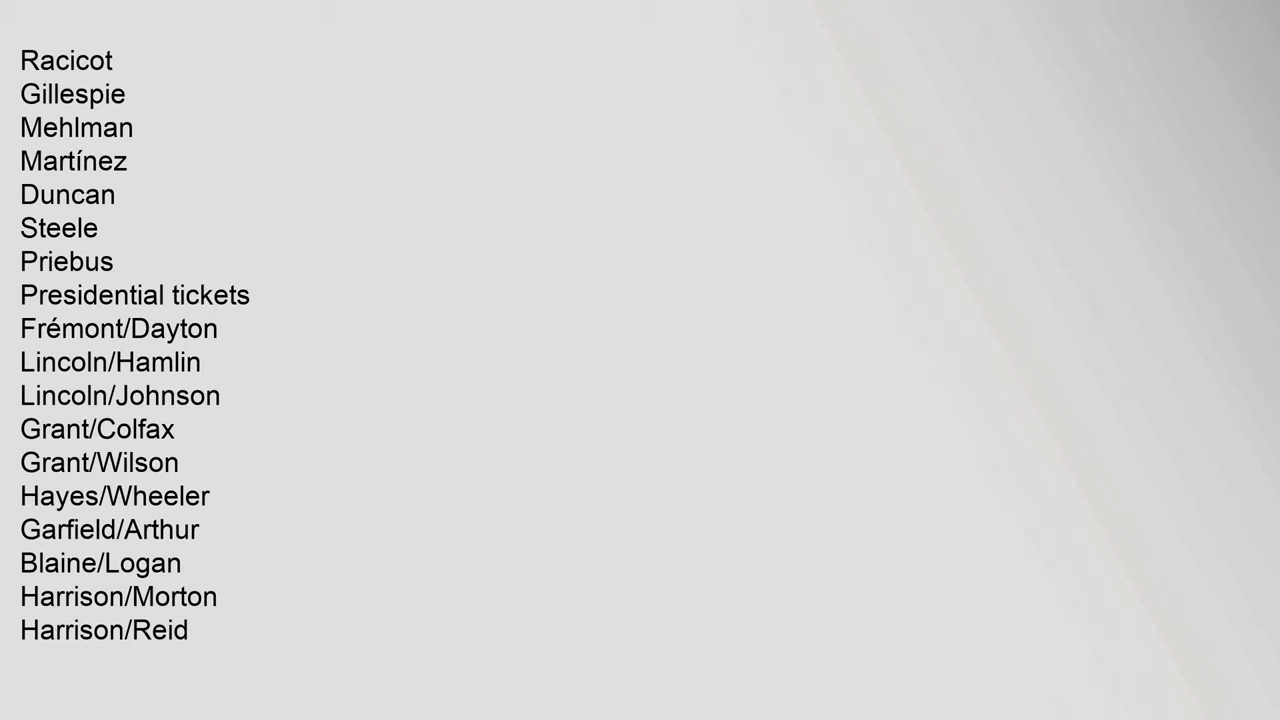 Racicot
Gillespie
Mehlman
Martínez
Duncan
Steele
Priebus
Presidential tickets
Frémont/Dayton
Lincoln/Hamlin
Lincoln/Johnson
Grant/Colfax
Grant/Wilson
Hayes/Wheeler
Garfield/Arthur
Blaine/Logan
Harrison/Morton
Harrison/Reid